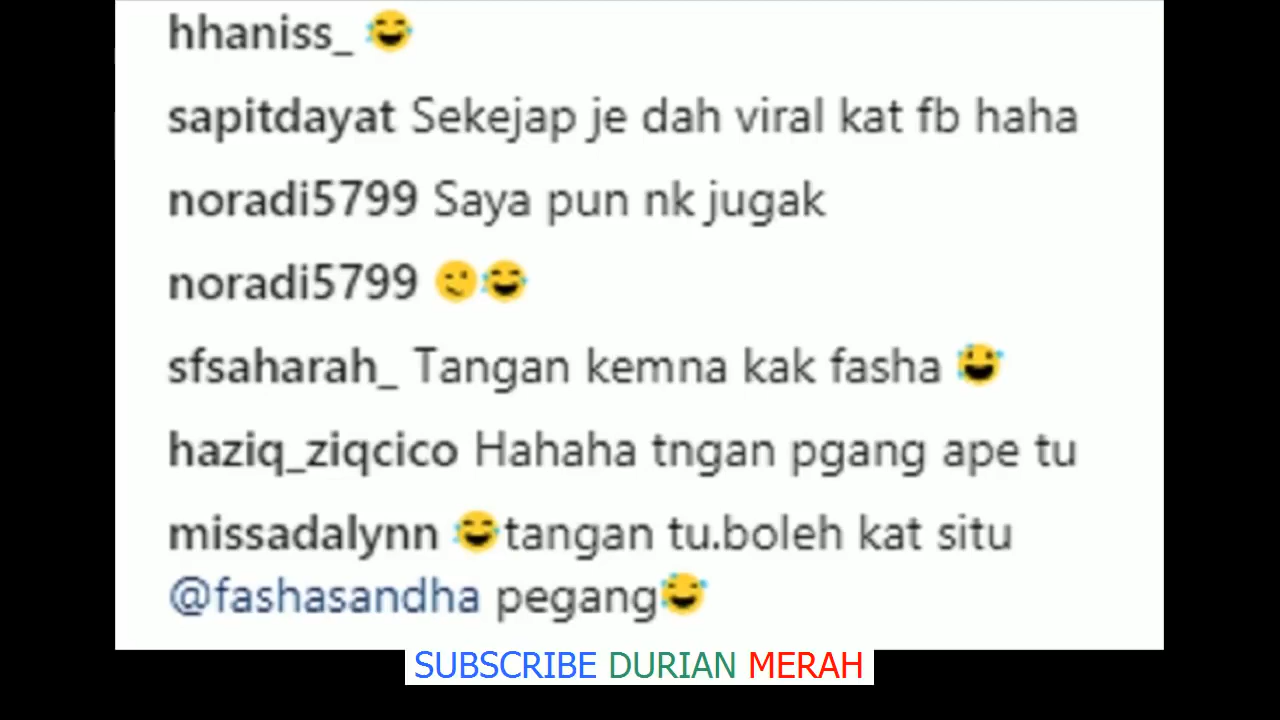 hhaniss_ 😂
sapitdayat Sekejap je dah viral kat fb haha
noradi5799 Saya pun nk jugak
noradi5799 😜😂
sfsaharah_ Tangan kemna kak fasha 😂
haziq_ziqcico Hahaha tngan pgang ape tu
missadalynn 😂tangan tu.boleh kat situ
@fashasandha pegang😂
SUBSCRIBE DURIAN MERAH